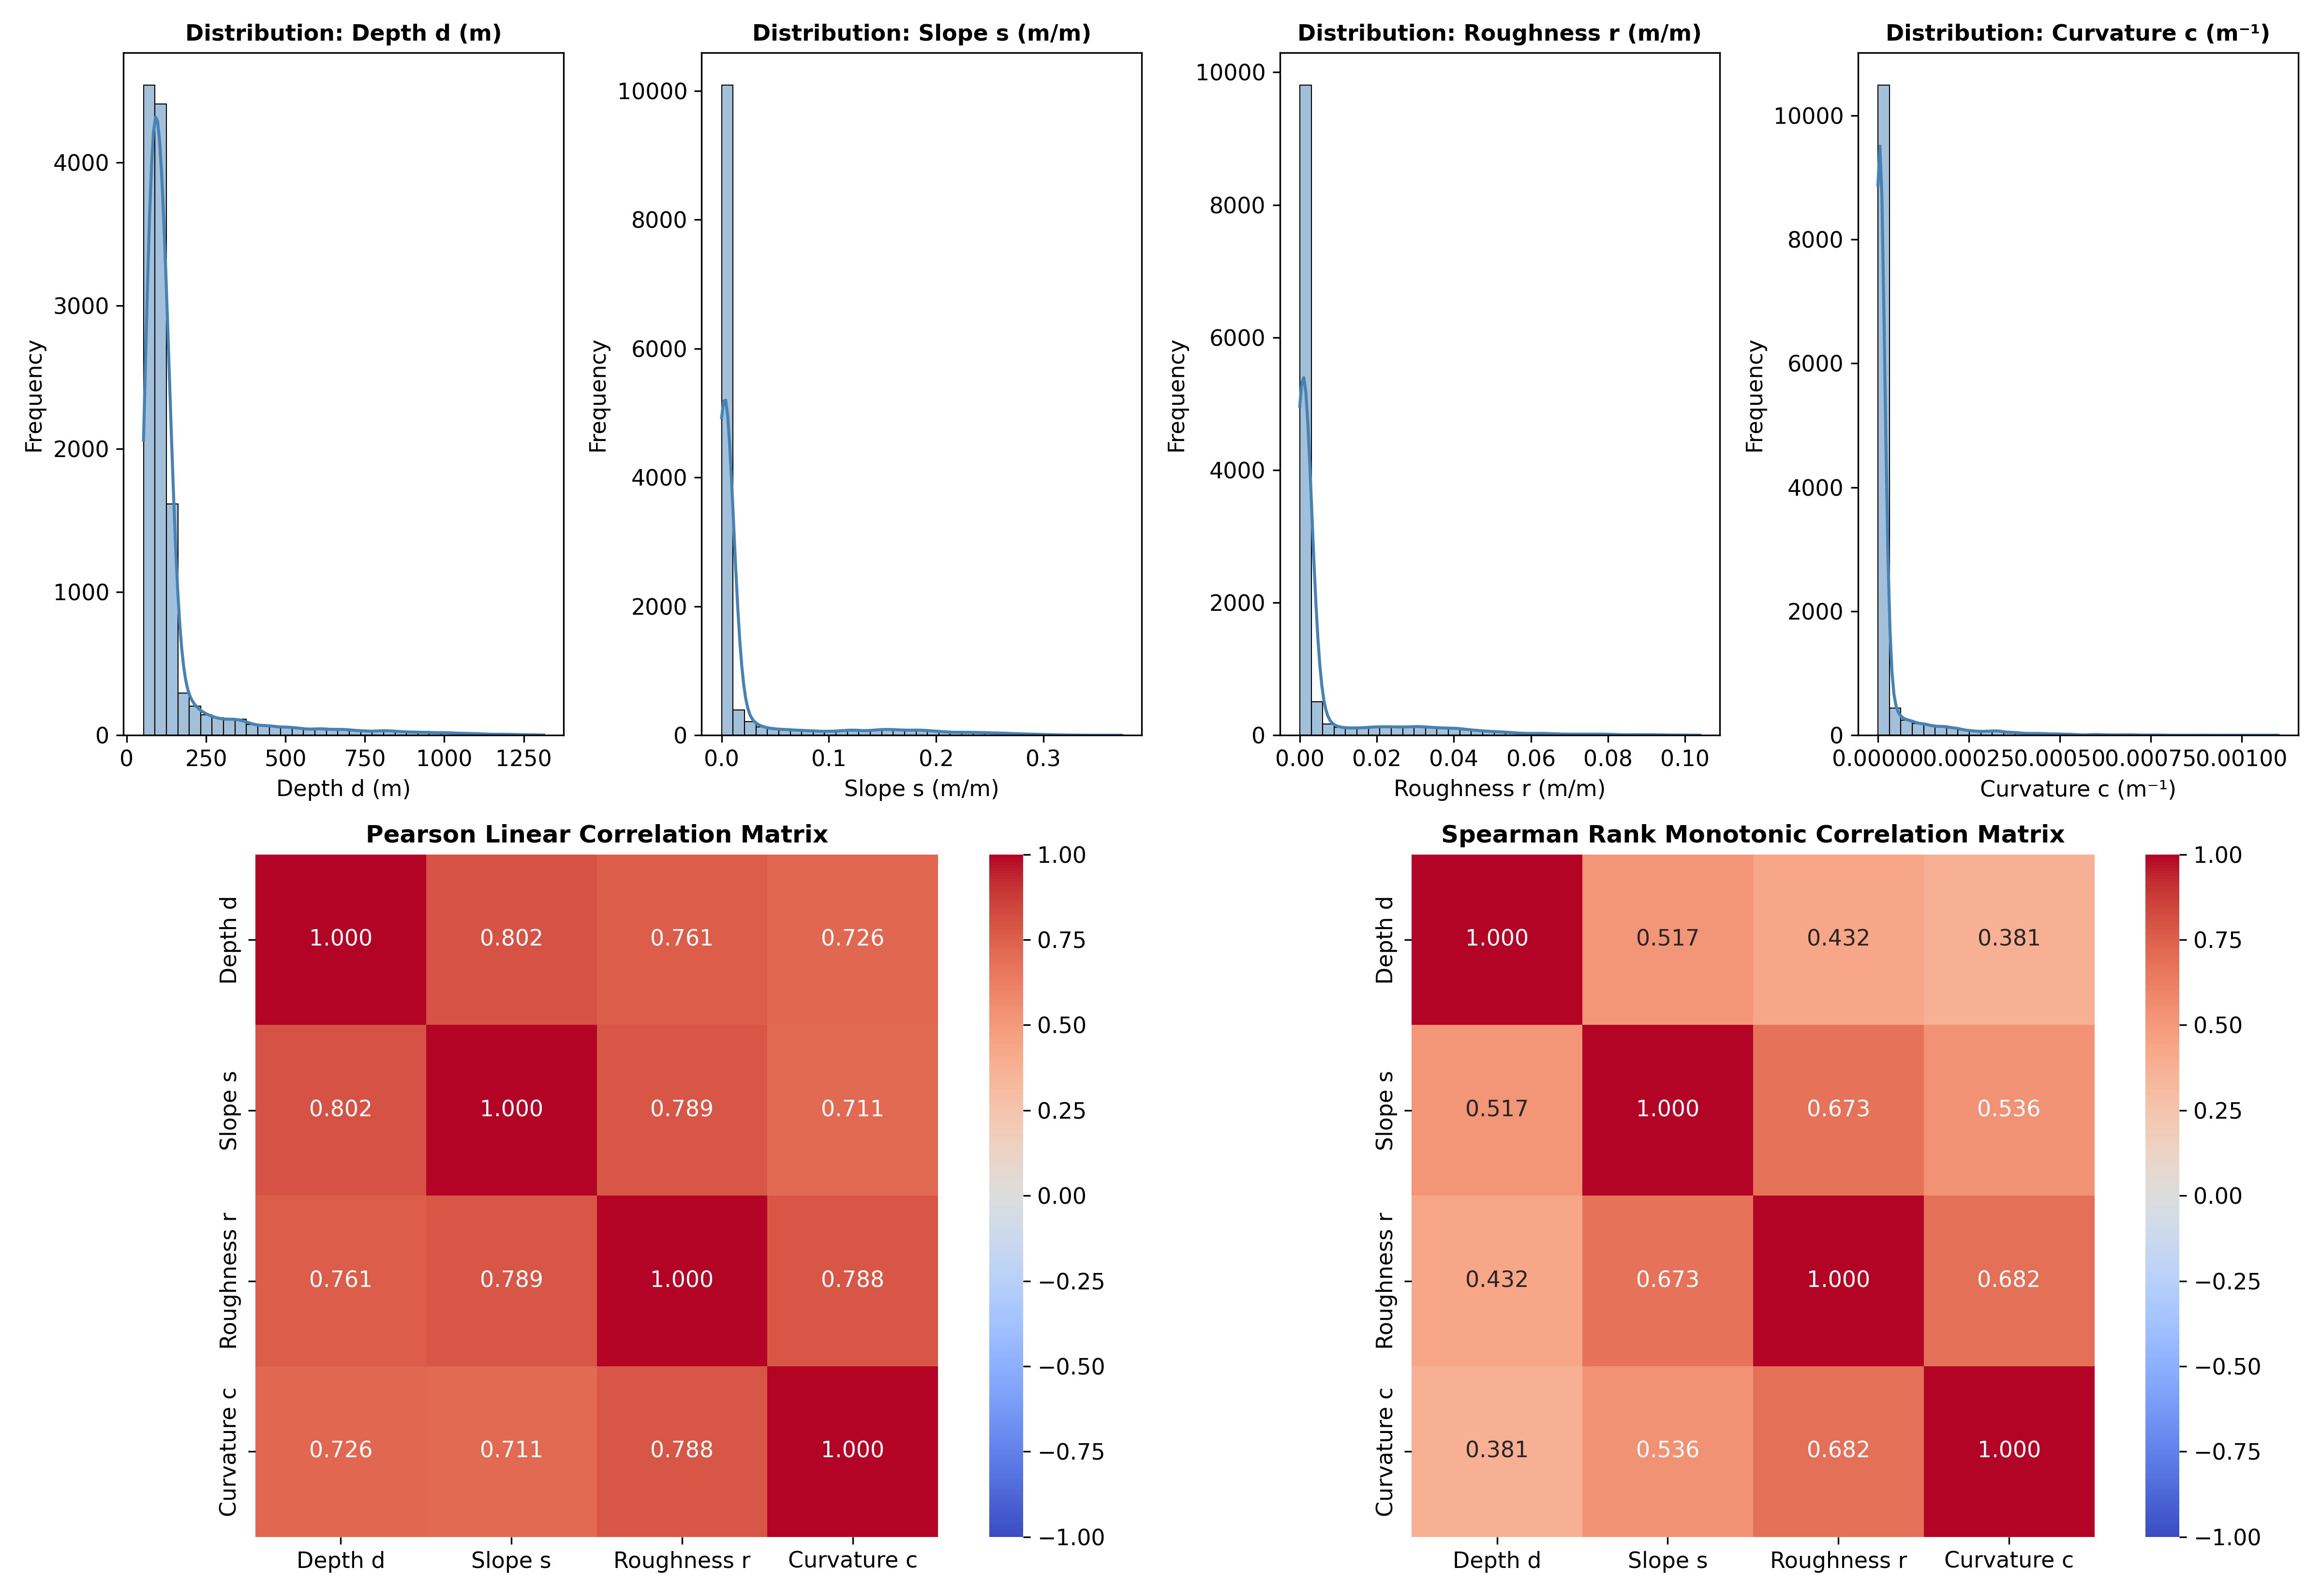 Distribution: Depth d (m)
Frequency
4000
3000
2000
1000
0
0 250 500 750 1000 1250
Depth d (m)
Distribution: Slope s (m/m)
Frequency
10000
8000
6000
4000
2000
0
0.0 0.1 0.2 0.3
Slope s (m/m)
Distribution: Roughness r (m/m)
Frequency
10000
8000
6000
4000
2000
0
0.00 0.02 0.04 0.06 0.08 0.10
Roughness r (m/m)
Distribution: Curvature c (m⁻¹)
Frequency
10000
8000
6000
4000
2000
0
0.00000 0.00025 0.00050 0.00075 0.00100
Curvature c (m⁻¹)
Pearson Linear Correlation Matrix
Depth d
1.000 0.802 0.761 0.726
Slope s
0.802 1.000 0.789 0.711
Roughness r
0.761 0.789 1.000 0.788
Curvature c
0.726 0.711 0.788 1.000
Depth d Slope s Roughness r Curvature c
1.00
0.75
0.50
0.25
0.00
−0.25
−0.50
−0.75
−1.00
Spearman Rank Monotonic Correlation Matrix
Depth d
1.000 0.517 0.432 0.381
Slope s
0.517 1.000 0.673 0.536
Roughness r
0.432 0.673 1.000 0.682
Curvature c
0.381 0.536 0.682 1.000
Depth d Slope s Roughness r Curvature c
1.00
0.75
0.50
0.25
0.00
−0.25
−0.50
−0.75
−1.00